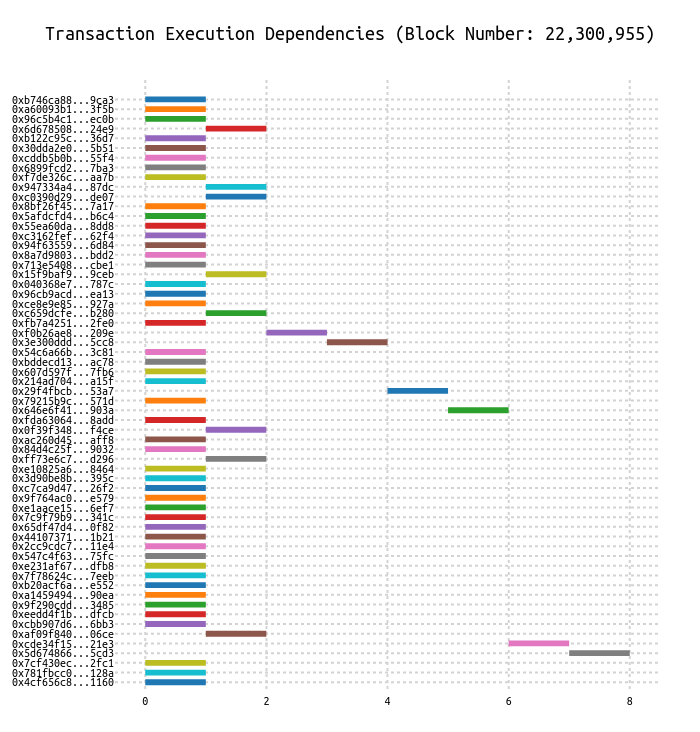 Transaction Execution Dependencies (Block Number: 22,300,955)
0xb746ca88...9ca3
0xa60093b1...3f5b
0x96c5b4c1...ec0b
0x6d678508...24e9
0xb122c95c...36d7
0x30dda2e0...5b51
0xcddb5b0b...55f4
0x6899fcd2...7ba3
0xf7de326c...aa7b
0x947334a4...87dc
0xc0390d29...de07
0x8bf26f45...7a17
0x5afdcfd4...b6c4
0x55ea60da...8dd8
0xc3162fef...62f4
0x94f63559...6d84
0x8a7d9803...bdd2
0x713e5408...cbe1
0x15f9baf9...9ceb
0x040368e7...787c
0x96cb9acd...ea13
0xce8e9e85...927a
0xc659dcfe...b280
0xfb7a4251...2fe0
0xf0b26ae8...209e
0x3e300ddd...5cc8
0x54c6a66b...3c81
0xbddecd13...ac78
0x607d597f...7fb6
0x214ad704...a15f
0x29f4fbcb...53a7
0x79215b9c...571d
0x646e6f41...903a
0xfda63064...8add
0x0f39f348...f4ce
0xac260d45...aff8
0x84d4c25f...9032
0xff73e6c7...d296
0xe10825a6...8464
0x3d90be8b...395c
0xc7ca9d47...26f2
0x9f764ac0...e579
0xe1aace15...6ef7
0x7c9f79b9...341c
0x65df47d4...0f82
0x44107371...1b21
0x2cc9cdc7...11e4
0x547c4f63...75fc
0xe231af67...dfb8
0x7f78624c...7eeb
0xb20acf6a...e552
0xa1459494...90ea
0x9f290cdd...3485
0xeedd4f1b...dfcb
0xcbb907d6...6bb3
0xaf09f840...06ce
0xcde34f15...21e3
0x5d674866...5cd3
0x7cf430ec...2fc1
0x781fbcc0...128a
0x4cf656c8...1160
0 2 4 6 8